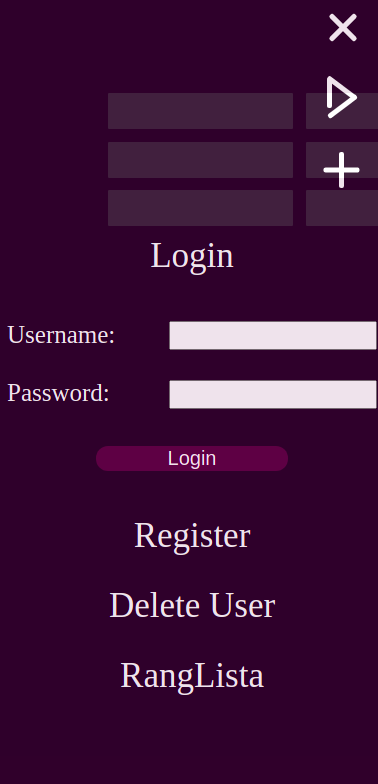 Login
Username:
Password:
Login
Register
Delete User
RangLista